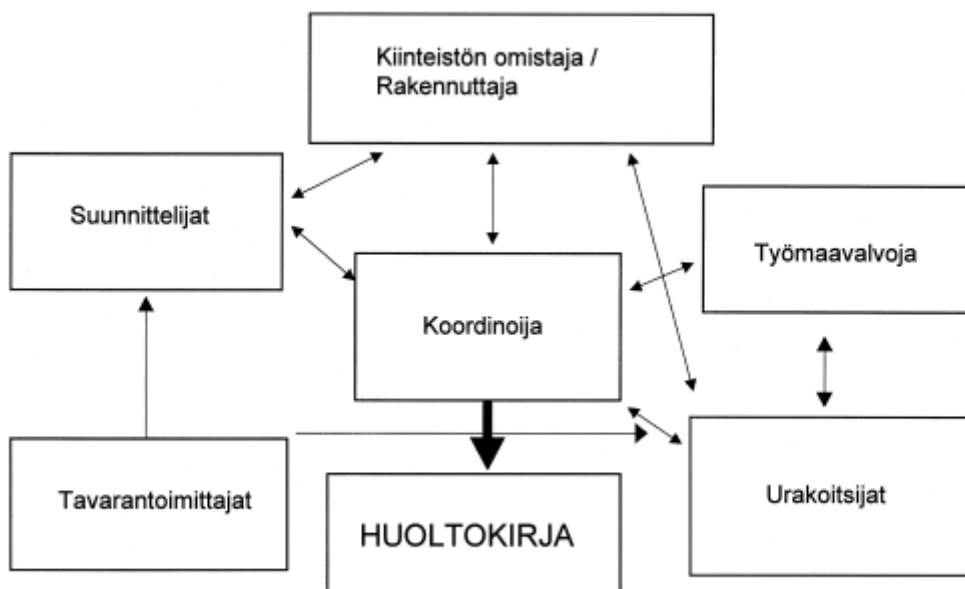 Kiinteistön omistaja /
Rakennuttaja
Suunnittelijat
Työmaavalvoja
Koordinoija
Tavarantoimittajat
Urakoitsijat
HUOLTOKIRJA